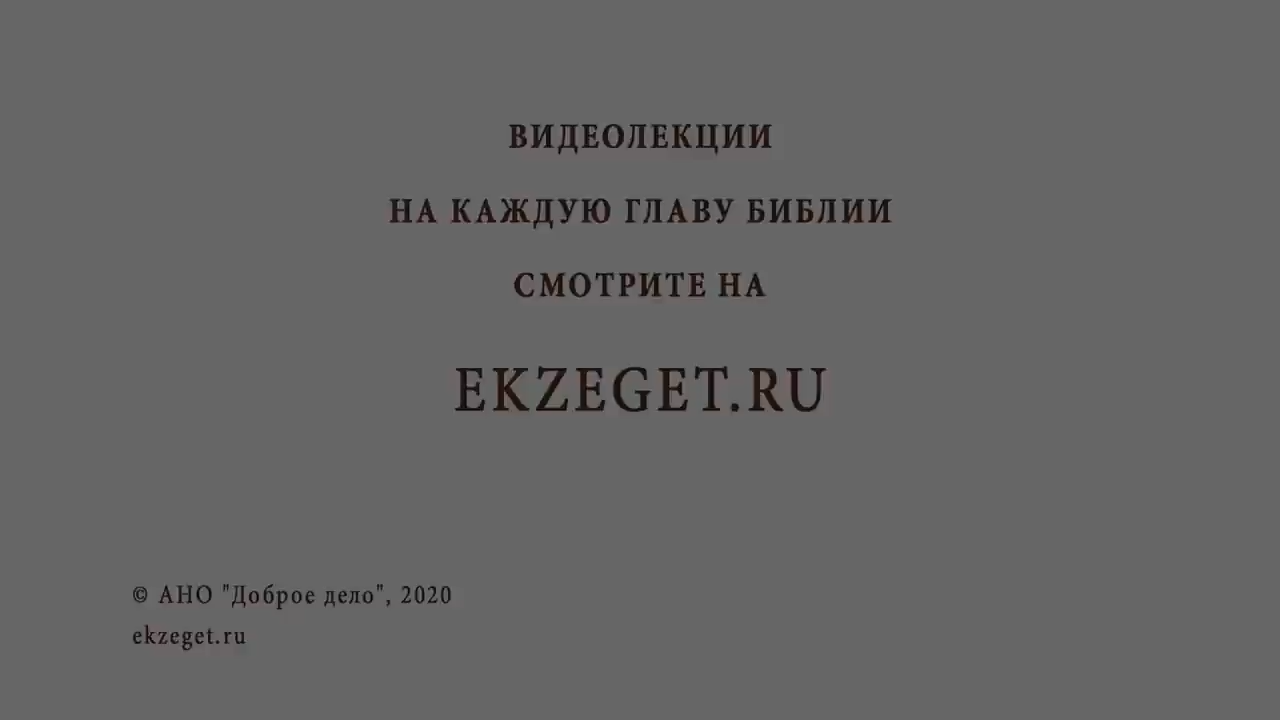 ВИДЕОЛЕКЦИИ
НА КАЖДУЮ ГЛАВУ БИБЛИИ
СМОТРИТЕ НА
EKZEGET.RU
© АНО "Доброе дело", 2020
ekzeget.ru